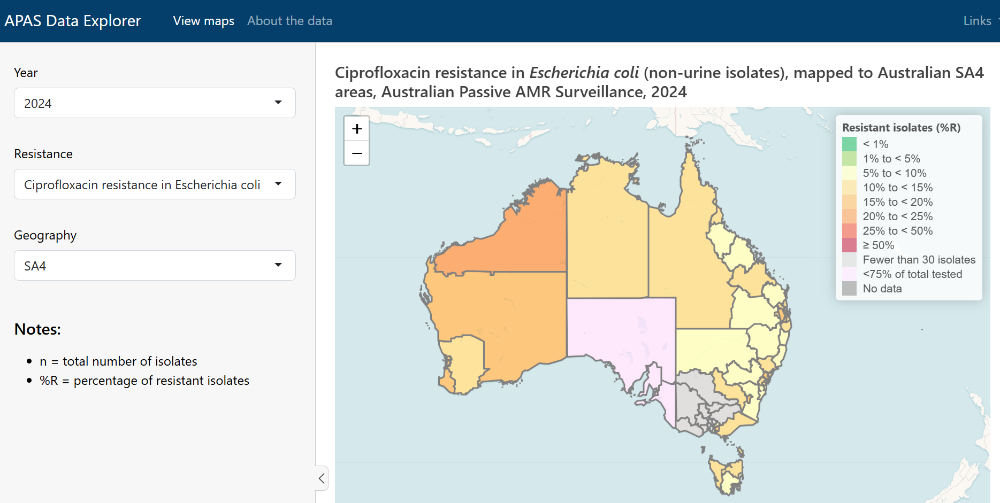 APAS Data Explorer View maps About the data Links
Year
2024
Resistance
Ciprofloxacin resistance in Escherichia coli
Geography
SA4
Notes:
n = total number of isolates
%R = percentage of resistant isolates
Ciprofloxacin resistance in Escherichia coli (non-urine isolates), mapped to Australian SA4
areas, Australian Passive AMR Surveillance, 2024
+
−
Resistant isolates (%R)
< 1%
1% to < 5%
5% to < 10%
10% to < 15%
15% to < 20%
20% to < 25%
25% to < 50%
≥ 50%
Fewer than 30 isolates
<75% of total tested
No data